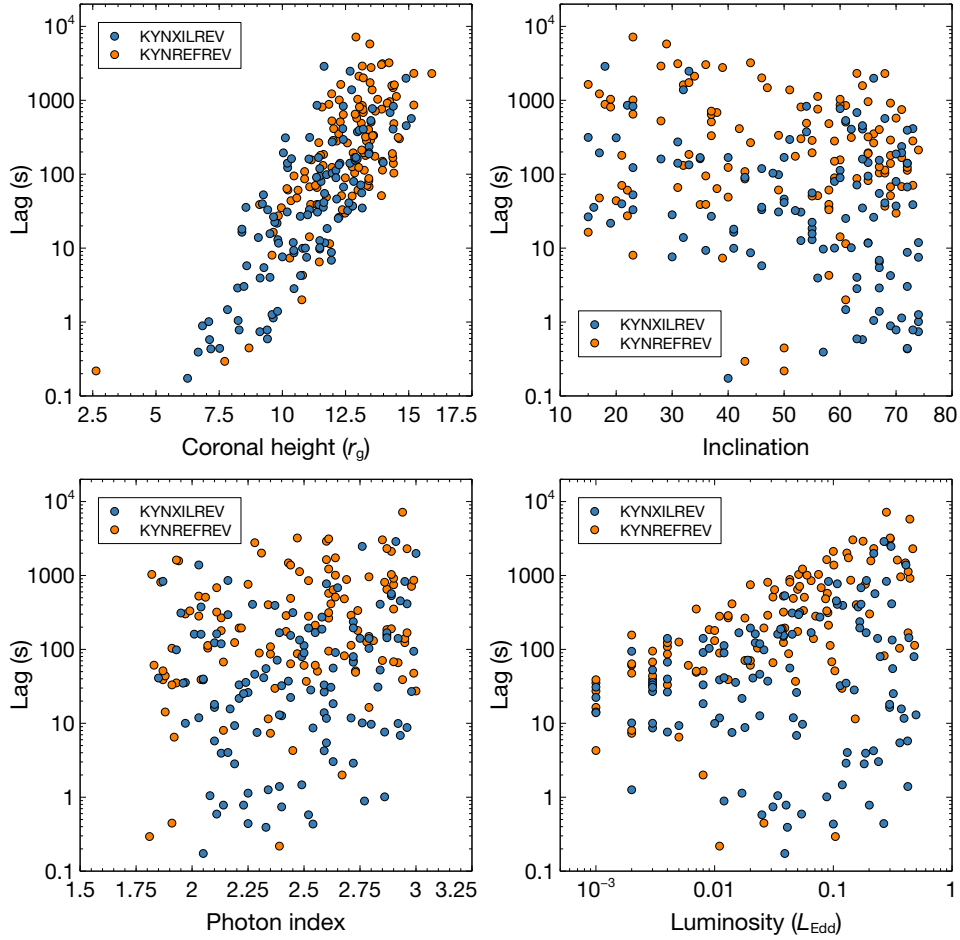 10⁴
1000
100
10
1
0.1
Lag (s)
KYNXILREV
KYNREFREV
2.5 5 7.5 10 12.5 15 17.5
Coronal height (r_g)
10⁴
1000
100
10
1
0.1
Lag (s)
KYNXILREV
KYNREFREV
10 20 30 40 50 60 70 80
Inclination
10⁴
1000
100
10
1
0.1
Lag (s)
KYNXILREV
KYNREFREV
1.5 1.75 2 2.25 2.5 2.75 3 3.25
Photon index
10⁴
1000
100
10
1
0.1
Lag (s)
KYNXILREV
KYNREFREV
10⁻³ 0.01 0.1 1
Luminosity (L_Edd)